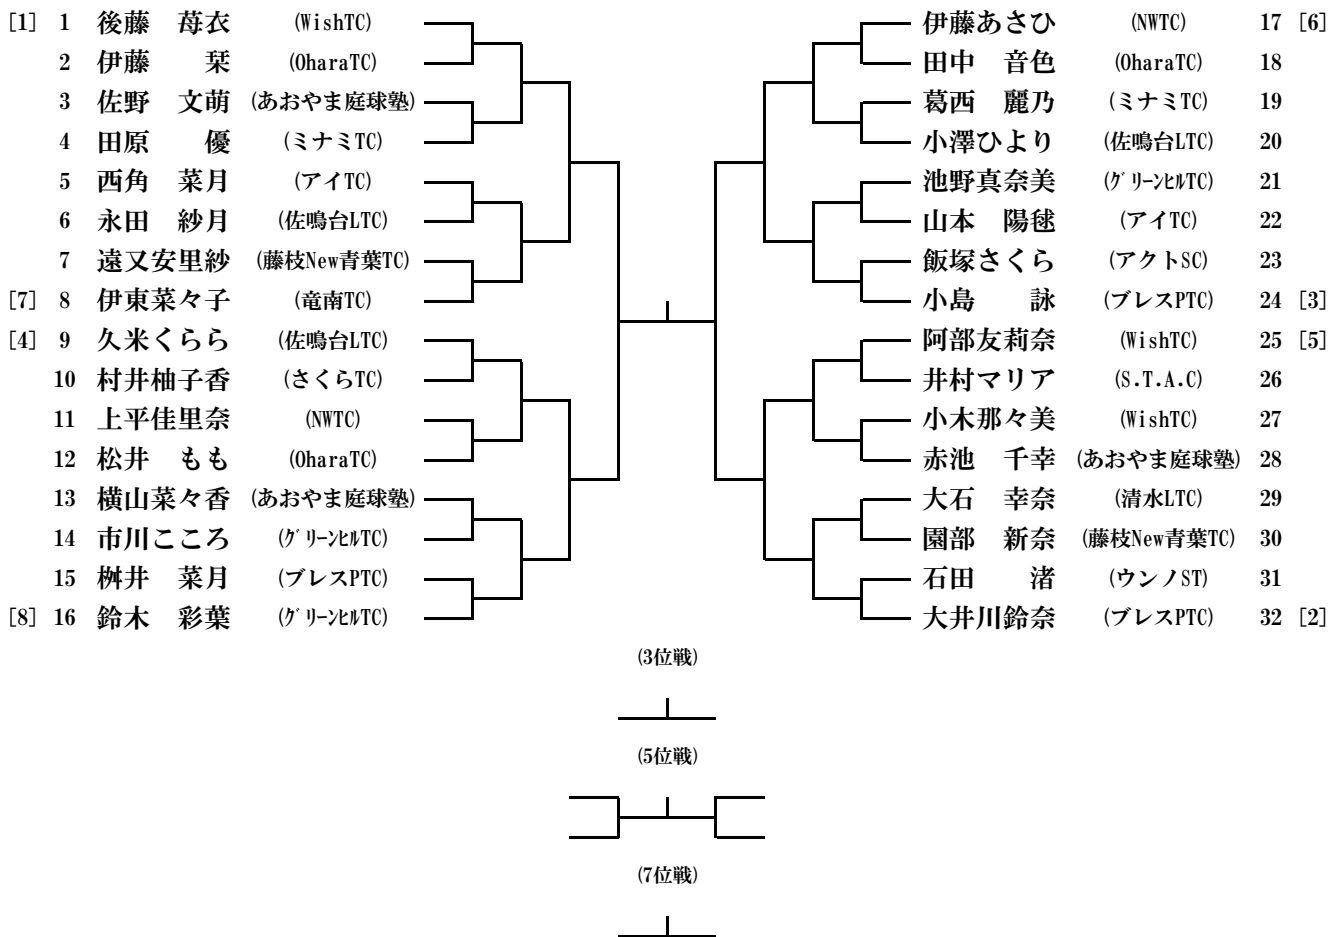 [1] 1 後藤 苺衣 (WishTC)
2 伊藤 栞 (OharaTC)
3 佐野 文萌 (あおやま庭球塾)
4 田原 優 (ミナミTC)
5 西角 菜月 (アイTC)
6 永田 紗月 (佐鳴台LTC)
7 遠又安里紗 (藤枝New青葉TC)
[7] 8 伊東菜々子 (竜南TC)
[4] 9 久米くらら (佐鳴台LTC)
10 村井柚子香 (さくらTC)
11 上平佳里奈 (NWTC)
12 松井 もも (OharaTC)
13 横山菜々香 (あおやま庭球塾)
14 市川こころ (グリーンヒルTC)
15 桝井 菜月 (ブレスPTC)
[8] 16 鈴木 彩葉 (グリーンヒルTC)
伊藤あさひ (NWTC) 17 [6]
田中 音色 (OharaTC) 18
葛西 麗乃 (ミナミTC) 19
小澤ひより (佐鳴台LTC) 20
池野真奈美 (グリーンヒルTC) 21
山本 陽毬 (アイTC) 22
飯塚さくら (アクトSC) 23
小島 詠 (ブレスPTC) 24 [3]
阿部友莉奈 (WishTC) 25 [5]
井村マリア (S.T.A.C) 26
小木那々美 (WishTC) 27
赤池 千幸 (あおやま庭球塾) 28
大石 幸奈 (清水LTC) 29
園部 新奈 (藤枝New青葉TC) 30
石田 渚 (ウンノST) 31
大井川鈴奈 (ブレスPTC) 32 [2]
(3位戦)
(5位戦)
(7位戦)